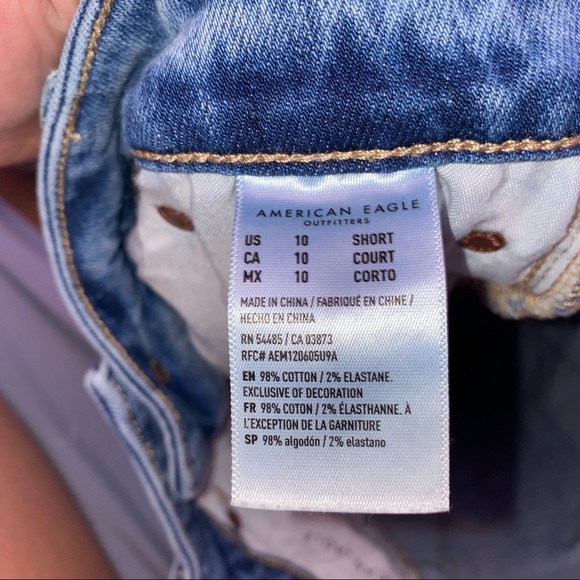 AMERICAN EAGLE
OUTFITTERS
US 10 SHORT
CA 10 COURT
MX 10 CORTO
MADE IN CHINA / FABRIQUÉ EN CHINE /
HECHO EN CHINA
RN 54485 / CA 03873
RFC# AEM120605U9A
EN 98% COTTON / 2% ELASTANE.
EXCLUSIVE OF DECORATION
FR 98% COTON / 2% ÉLASTHANNE. À
L'EXCEPTION DE LA GARNITURE
SP 98% algodón / 2% elastano